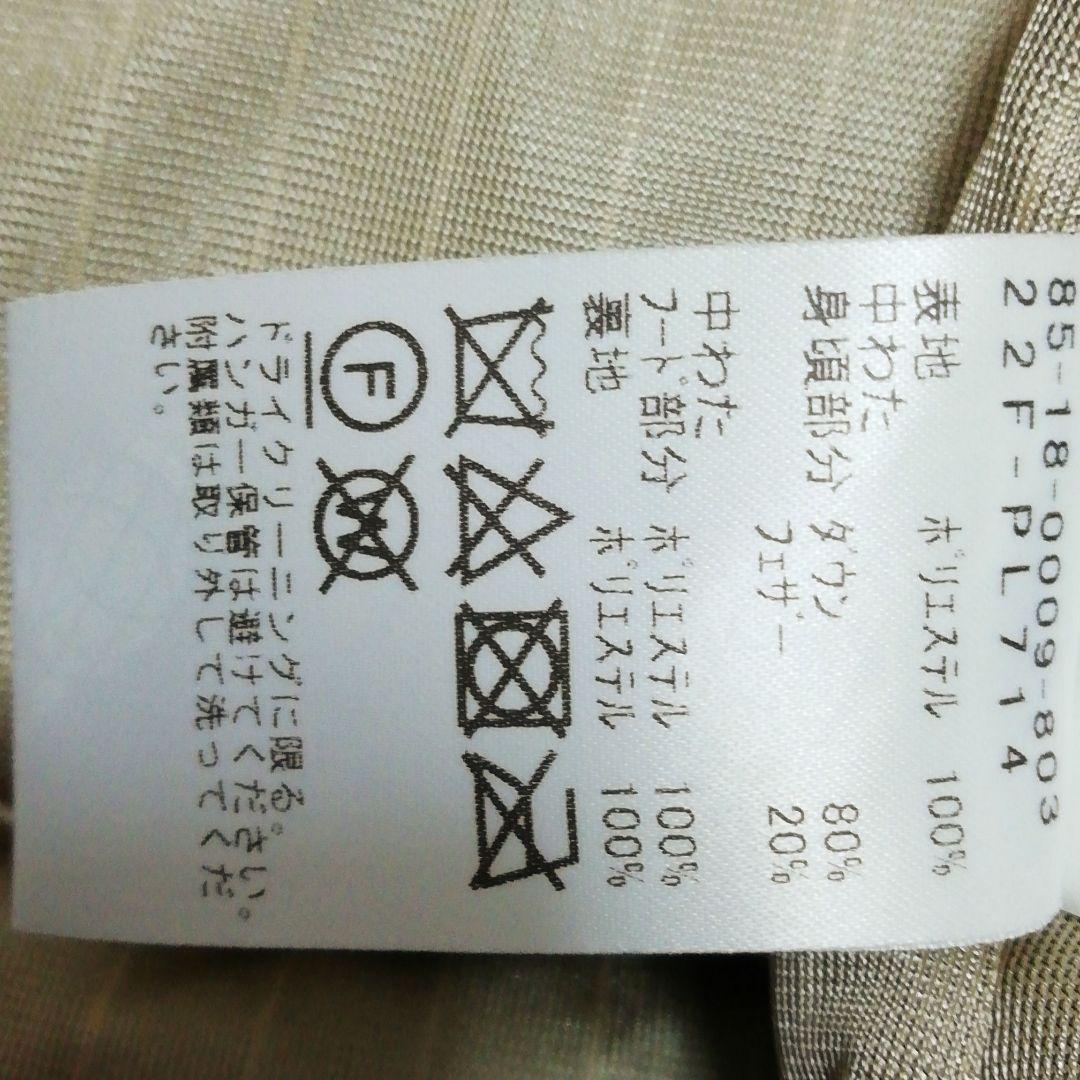 85-18-0009-803
22F-PL714
表地 ポリエステル 100%
中わた
身頃部分 ダウン 80%
フェザー 20%
中わた
フード部分 ポリエステル 100%
裏地 ポリエステル 100%
F W
ドライクリーニングに限る。
ハンガー保管は避けてください。
附属類は取り外して洗ってくだ
さい。